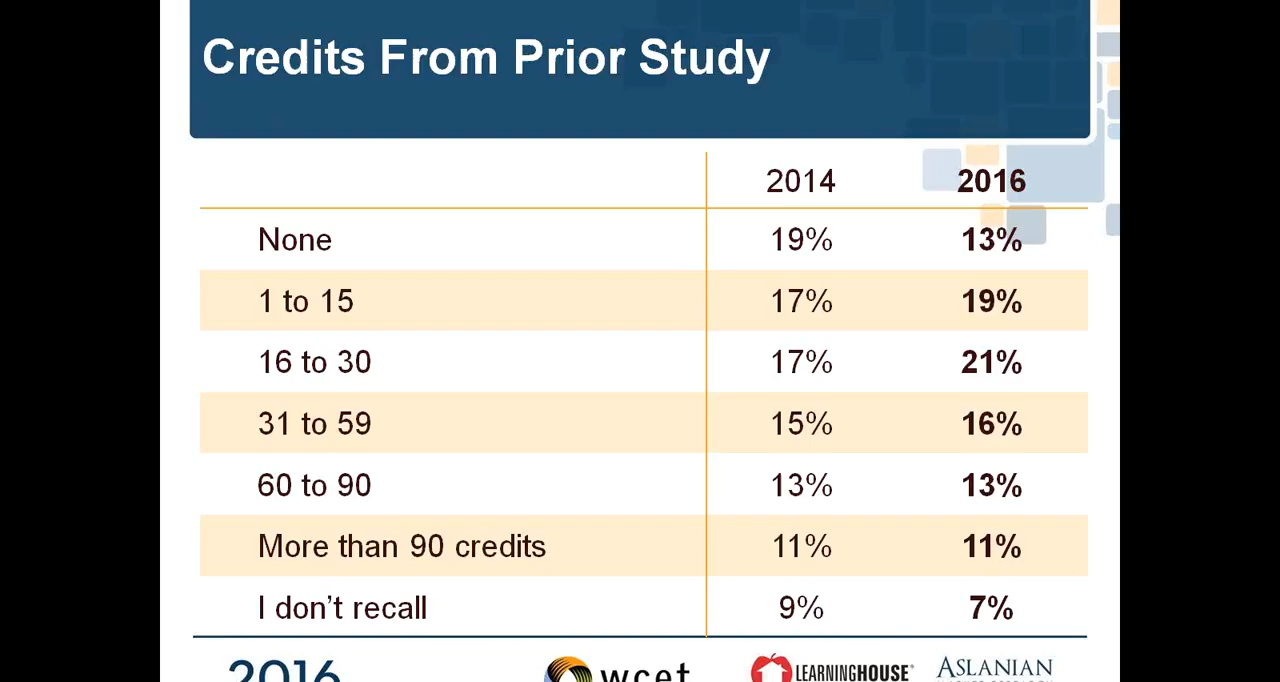 Credits From Prior Study
2014 2016
None 19% 13%
1 to 15 17% 19%
16 to 30 17% 21%
31 to 59 15% 16%
60 to 90 13% 13%
More than 90 credits 11% 11%
I don't recall 9% 7%
2016 wcet LEARNINGHOUSE® ASLANIAN